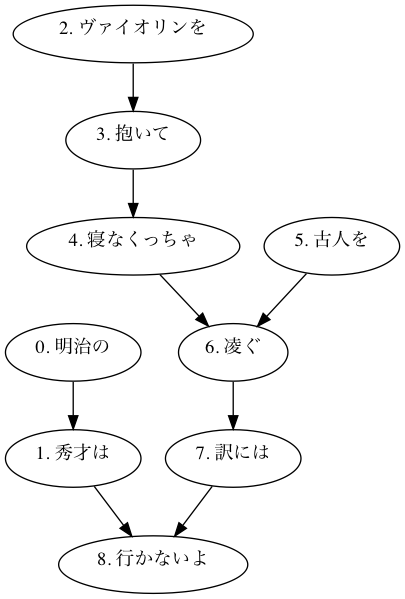 2. ヴァイオリンを
3. 抱いて
4. 寝なくっちゃ
5. 古人を
0. 明治の
6. 凌ぐ
1. 秀才は
7. 訳には
8. 行かないよ